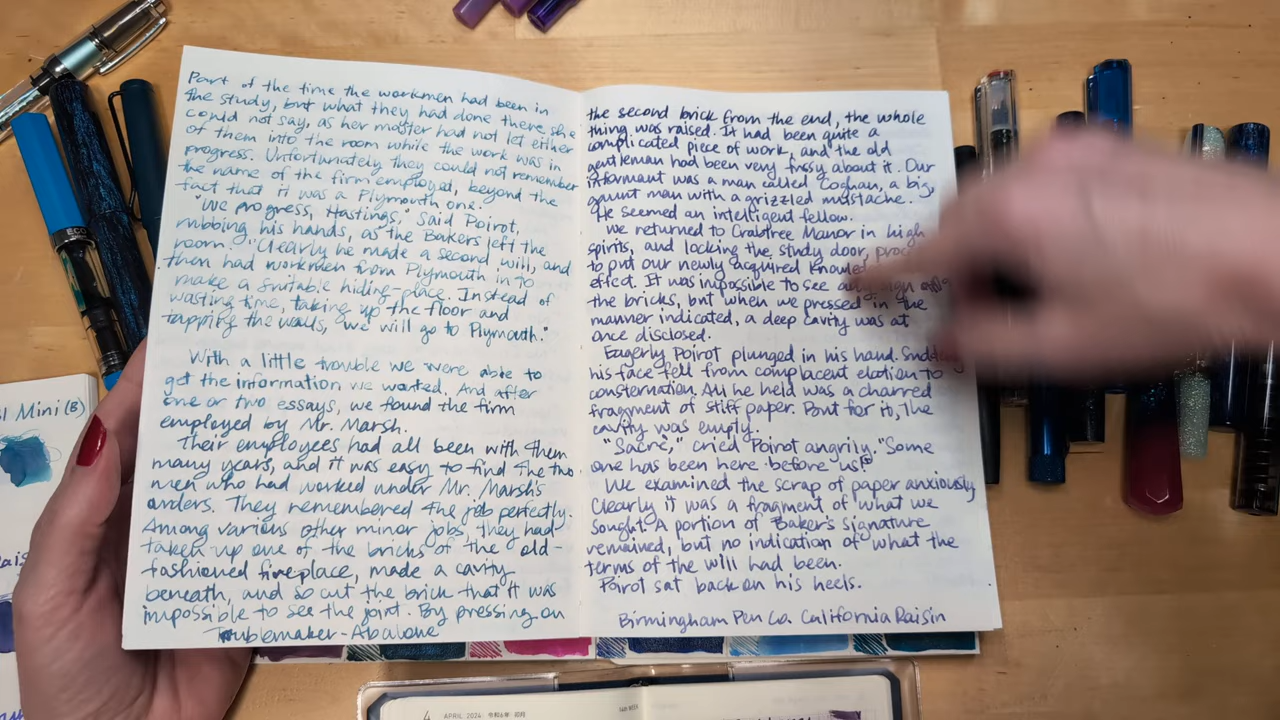 Part of the time the workmen had been in
the study, but what they had done there she
could not say, as her master had not let either
of them into the room while the work was in
progress. Unfortunately they could not remember
the name of the firm employed, beyond the
fact that it was a Plymouth one.
"We progress, Hastings," said Poirot,
rubbing his hands, as the Bakers left the
room. "Clearly he made a second will, and
then had workmen from Plymouth in to
make a suitable hiding-place. Instead of
wasting time, taking up the floor and
tapping the walls, we will go to Plymouth."
With a little trouble we were able to
get the information we wanted. And after
one or two essays, we found the firm
employed by Mr. Marsh.
Their employees had all been with them
many years, and it was easy to find the two
men who had worked under Mr. Marsh's
orders. They remembered the job perfectly.
Among various other minor jobs, they had
taken up one of the bricks of the old-
fashioned fireplace, made a cavity
beneath, and so cut the brick that it was
impossible to see the joint. By pressing on
Troublemaker - Abalone
the second brick from the end, the whole
thing was raised. It had been quite a
complicated piece of work, and the old
gentleman had been very fussy about it. Our
informant was a man called Coghan, a big,
gaunt man with a grizzled mustache.
He seemed an intelligent fellow.
We returned to Crabtree Manor in high
spirits, and locking the study door,
to put our newly acquired
effect. It was impossible to see
the bricks, but when we pressed in the
manner indicated, a deep cavity was at
once disclosed.
Eagerly Poirot plunged in his hand.
his face fell from complacent elation to
consternation. All he held was a charred
fragment of stiff paper. But for it, the
cavity was empty.
"Sacré," cried Poirot angrily. "Some
one has been here before us!"
We examined the scrap of paper anxiously
Clearly it was a fragment of what we
sought. A portion of Baker's signature
remained, but no indication of what the
terms of the will had been.
Poirot sat back on his heels.
Birmingham Pen Co. California Raisin
Mini (B)
ECO
4 APRIL 2024